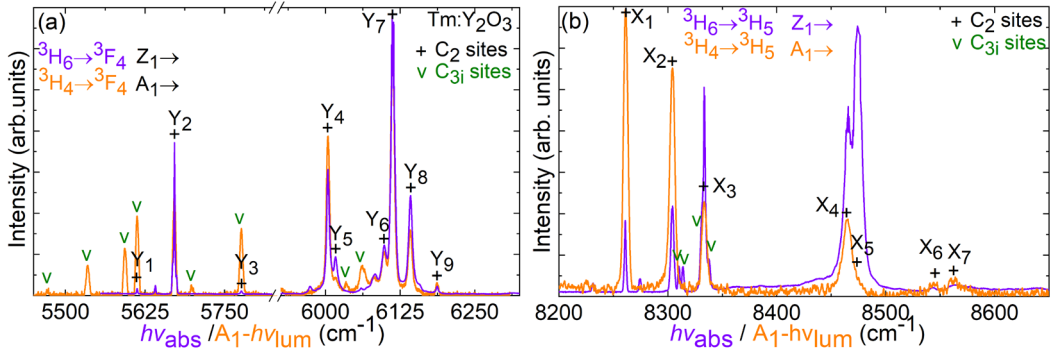 (a)
Tm:Y₂O₃
³H₆→³F₄ Z₁→
³H₄→³F₄ A₁→
+ C₂ sites
v C₃ᵢ sites
Y₇
Y₂
Y₄
Y₈
Y₁
Y₃
Y₅
Y₆
Y₉
v
v
v
v
v
v
v
v
Intensity (arb.units)
5500 5625 5750 6000 6125 6250
hνabs /A₁-hνlum (cm⁻¹)
(b)
X₁
³H₆→³H₅ Z₁→
³H₄→³H₅ A₁→
+ C₂ sites
v C₃ᵢ sites
X₂
X₃
X₄
X₅
X₆
X₇
v
v
v
Intensity (arb. units)
8200 8300 8400 8500 8600
hνabs /A₁-hνlum (cm⁻¹)